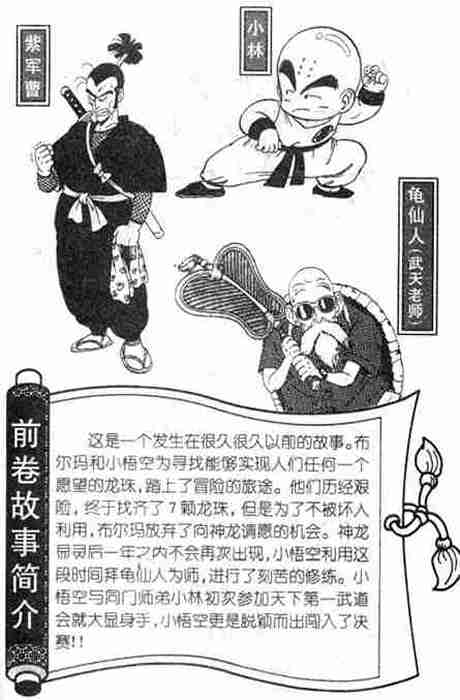 紫军曹
小林
龟仙人(武天老师)
前卷故事简介
这是一个发生在很久很久以前的故事。布
尔玛和小悟空为寻找能够实现人们任何一个
愿望的龙珠,踏上了冒险的旅途。他们历经艰
险,终于找齐了7颗龙珠,但是为了不被坏人
利用,布尔玛放弃了向神龙请愿的机会。神龙
显灵后一年之内不会再次出现,小悟空利用这
段时间拜龟仙人为师,进行了刻苦的修练。小
悟空与同门师弟小林初次参加天下第一武道
会就大显身手,小悟空更是脱颖而出闯入了决
赛!!